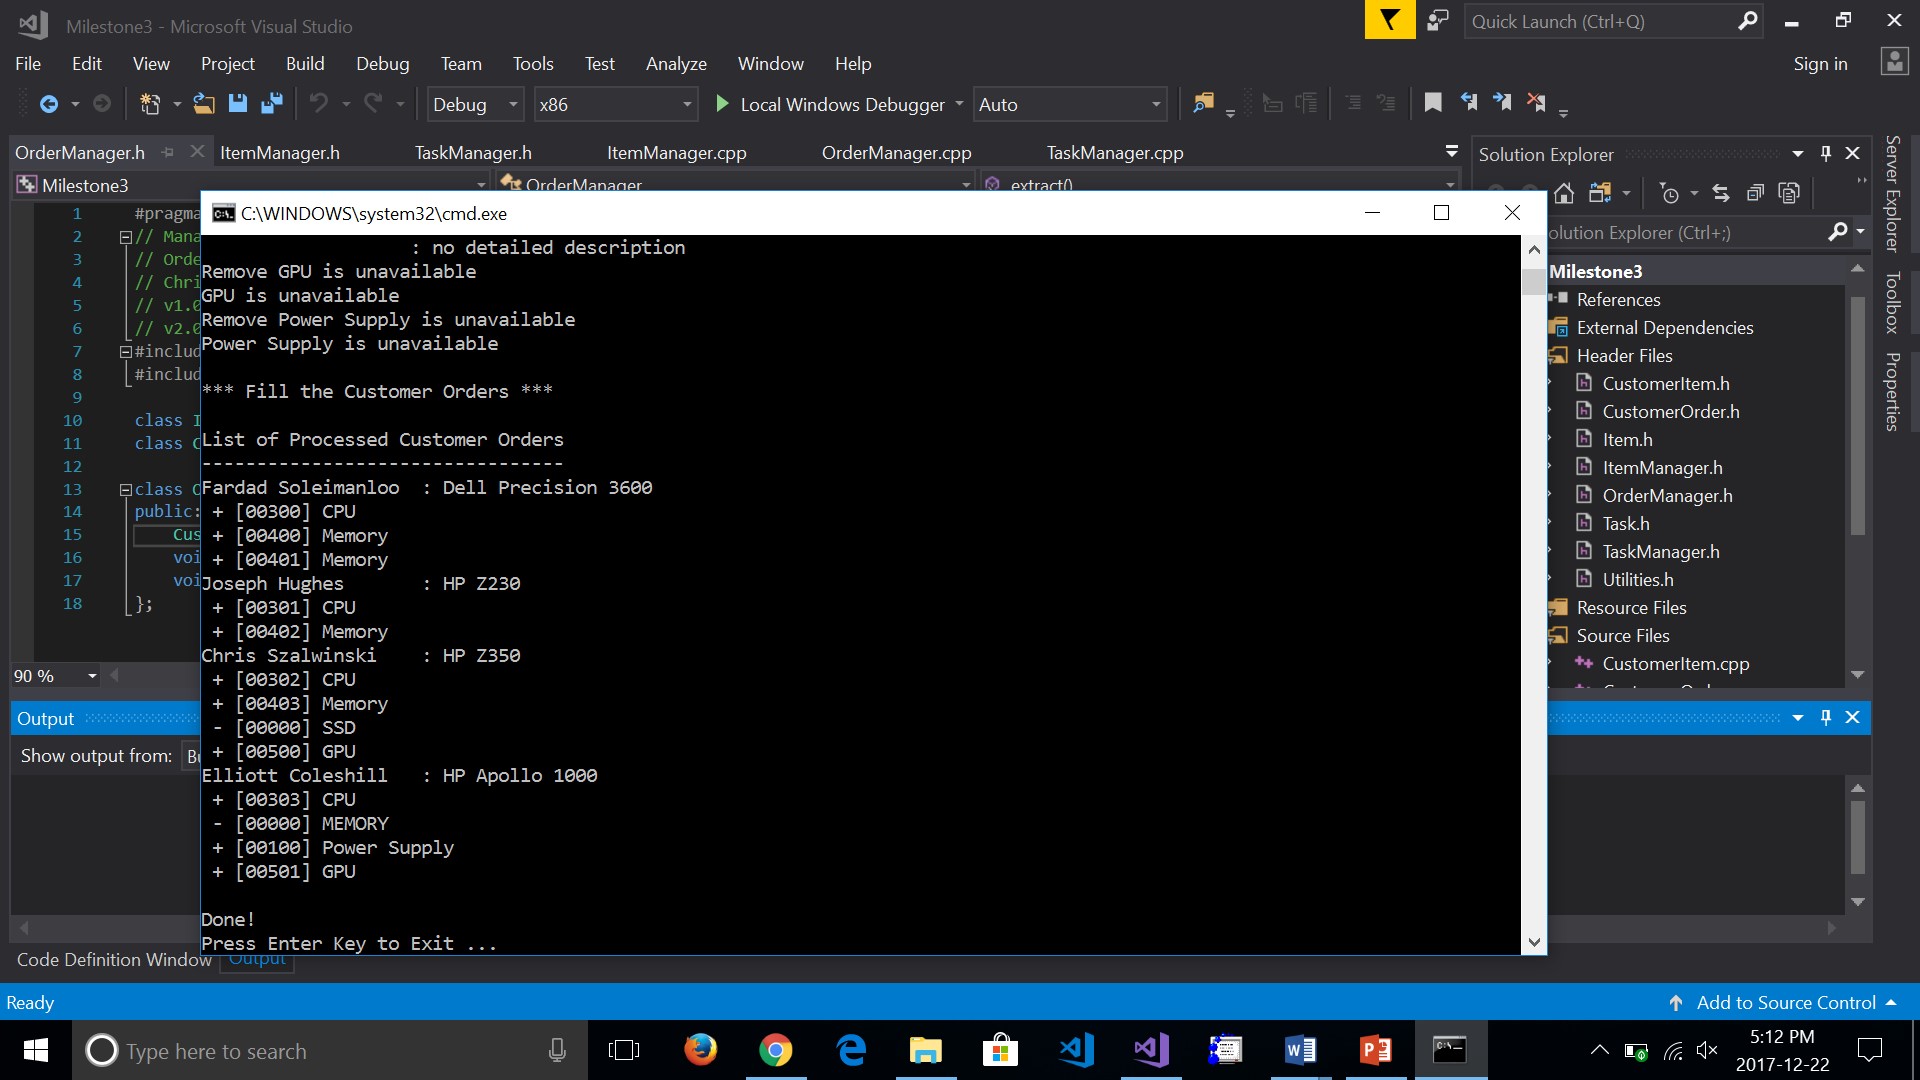 Milestone3 - Microsoft Visual Studio
Quick Launch (Ctrl+Q)
File Edit View Project Build Debug Team Tools Test Analyze Window Help
Sign in
Debug x86 Local Windows Debugger Auto
OrderManager.h ItemManager.h TaskManager.h ItemManager.cpp OrderManager.cpp TaskManager.cpp
Milestone3 OrderManager extract()
1 #pragma
2 // Mana
3 // Orde
4 // Chri
5 // v1.0
6 // v2.0
7 #includ
8 #includ
9
10 class I
11 class C
12
13 class O
14 public:
15 Cus
16 voi
17 voi
18 };
90 %
Output
Show output from: Bu
Code Definition Window Output
C:\WINDOWS\system32\cmd.exe
: no detailed description
Remove GPU is unavailable
GPU is unavailable
Remove Power Supply is unavailable
Power Supply is unavailable
*** Fill the Customer Orders ***
List of Processed Customer Orders
---------------------------------
Fardad Soleimanloo : Dell Precision 3600
+ [00300] CPU
+ [00400] Memory
+ [00401] Memory
Joseph Hughes : HP Z230
+ [00301] CPU
+ [00402] Memory
Chris Szalwinski : HP Z350
+ [00302] CPU
+ [00403] Memory
- [00000] SSD
+ [00500] GPU
Elliott Coleshill : HP Apollo 1000
+ [00303] CPU
- [00000] MEMORY
+ [00100] Power Supply
+ [00501] GPU
Done!
Press Enter Key to Exit ...
Solution Explorer
olution Explorer (Ctrl+;)
Milestone3
References
External Dependencies
Header Files
CustomerItem.h
CustomerOrder.h
Item.h
ItemManager.h
OrderManager.h
Task.h
TaskManager.h
Utilities.h
Resource Files
Source Files
CustomerItem.cpp
Server Explorer
Toolbox
Properties
Ready
Add to Source Control
Type here to search
5:12 PM
2017-12-22